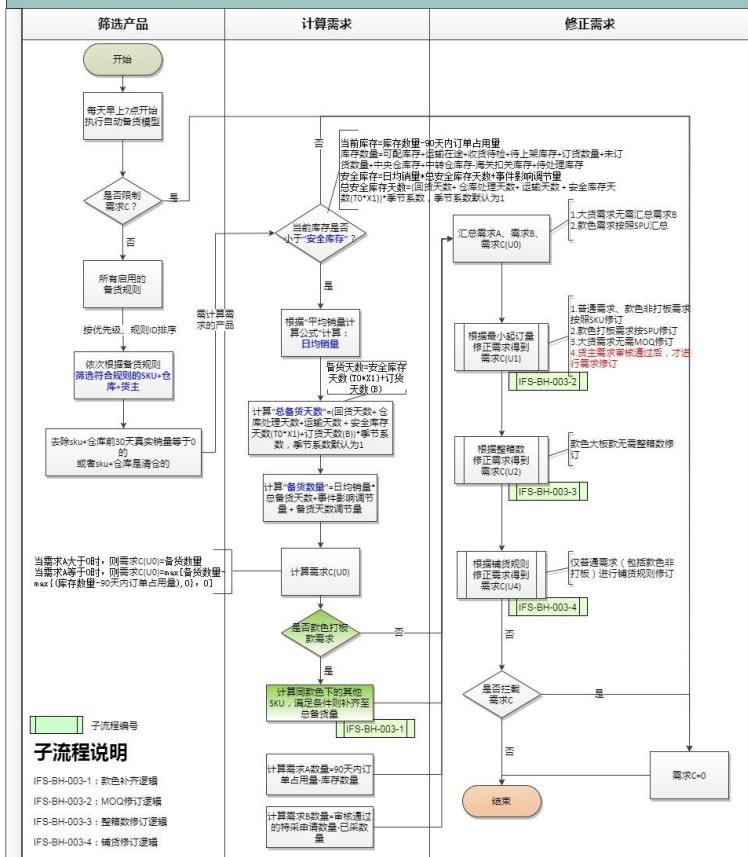 筛选产品
计算需求
修正需求
开始
每天早上7点开始
执行自动备货模型
是否限制
需求C？
是
否
所有启用的
备货规则
按优先级、规则ID排序
依次根据备货规则
筛选符合规则的SKU+仓
库+货主
去除sku+仓库前30天真实销量等于0
的
或者sku+仓库是清仓的
需计算需
求的产品
否
当前库存=库存数量-90天内订单占用量
库存数量=可配库存+运输在途+收货待检+待上架库存+订货数量+未订
货数量+中央仓库存+中转仓库存-海关扣关库存+待处理库存
安全库存=日均销量*总安全库存天数+事件影响调节量
总安全库存天数=(回货天数+ 仓库处理天数+ 运输天数 + 安全库存天
数(T0*X1))*季节系数，季节系数默认为1
当前库存是否
小于“安全库存”？
是
根据“平均销量计
算公式”计算：
日均销量
备货天数=安全库存
天数(T0*X1)+订货
天数(B)
计算“总备货天数”=(回货天数+ 仓
库处理天数+运输天数 + 安全库存
天数(T0*X1)+订货天数(B))*季节系
数，季节系数默认为1
计算“备货数量”=日均销量*
总备货天数+事件影响调节
量 + 备货天数调节量
当需求A大于0时，则需求C(U0)=备货数量
当需求A等于0时，则需求C(U0)=max[备货数量-
max{(库存数量-90天内订单占用量),0},0]
计算需求C(U0)
是否款色打板
款需求
否
是
计算同款色下的其他
SKU，满足条件则补齐至
总备货量
IFS-BH-003-1
计算需求A数量=90天内订
单占用量-库存数量
计算需求B数量=审核通过
的特采申请数量-已采数
量
汇总需求A、需求B、
需求C(U0)
1.大货需求无需汇总需求B
2.款色需求按照SPU汇总
根据最小起订量
修正需求得到需求
C(U1)
1.普通需求、款色非打板需求
按照SKU修订
2.款色打板需求按SPU修订
3.大货需求无需MOQ修订
4.货主需求审核通过后，才进
行需求修订
IFS-BH-003-2
根据整箱数
修正需求得到需求
C(U2)
款色大板款无需整箱数修
订
IFS-BH-003-3
根据铺货规则
修正需求得到需求
C(U4)
仅普通需求（包括款色非
打板）进行铺货规则修订
IFS-BH-003-4
否
是否拦截
需求C
是
否
需求C=0
结束
子流程编号
子流程说明
IFS-BH-003-1：款色补齐逻辑
IFS-BH-003-2：MOQ修订逻辑
IFS-BH-003-3：整箱数修订逻辑
IFS-BH-003-4：铺货修订逻辑